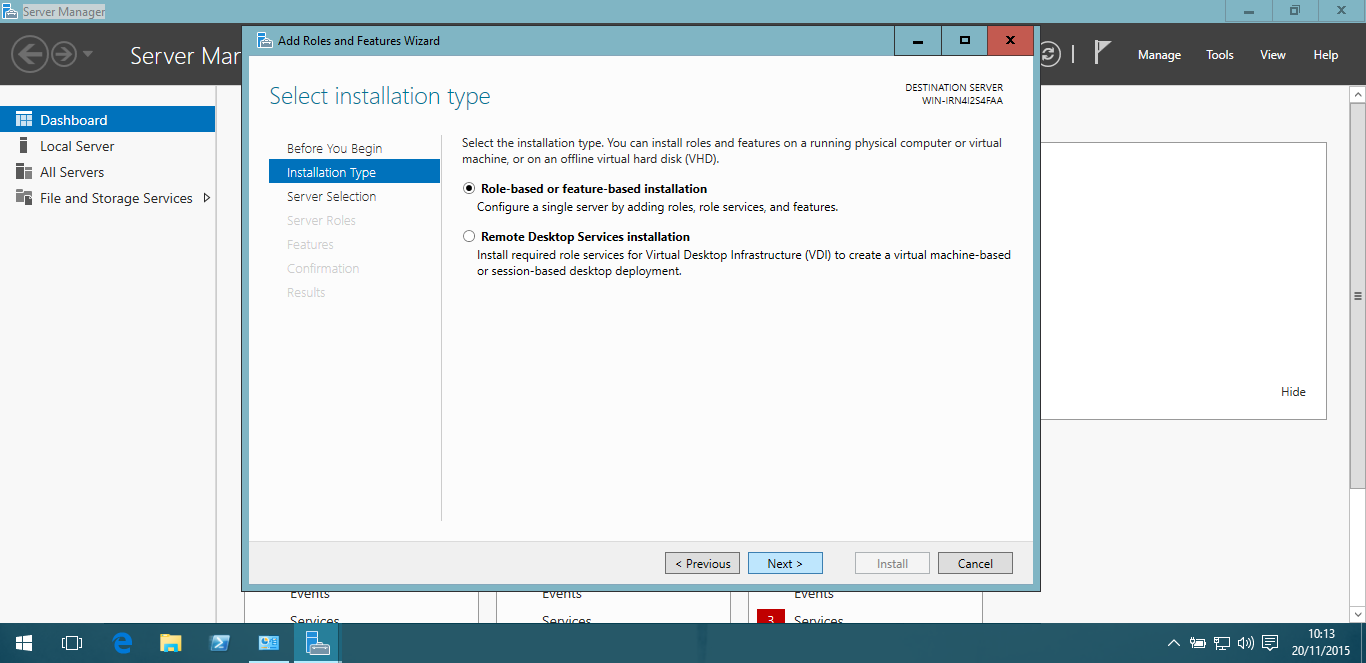 Server Manager
Add Roles and Features Wizard
Server Mar
Manage
Tools
View
Help
Select installation type
DESTINATION SERVER
WIN-IRN4I2S4FAA
Dashboard
Local Server
All Servers
File and Storage Services
Before You Begin
Installation Type
Server Selection
Server Roles
Features
Confirmation
Results
Select the installation type. You can install roles and features on a running physical computer or virtual
machine, or on an offline virtual hard disk (VHD).
Role-based or feature-based installation
Configure a single server by adding roles, role services, and features.
Remote Desktop Services installation
Install required role services for Virtual Desktop Infrastructure (VDI) to create a virtual machine-based
or session-based desktop deployment.
Hide
< Previous
Next >
Install
Cancel
Events
Events
Events
Services
Services
3 Services
10:13
20/11/2015